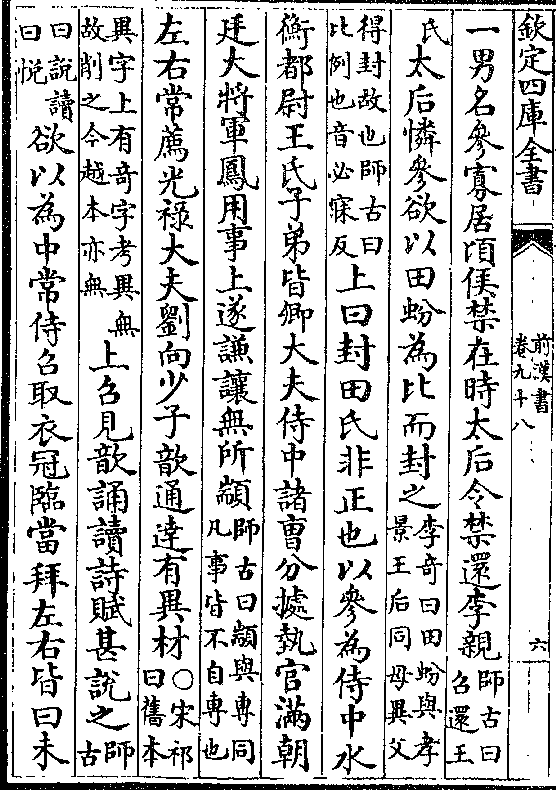 欽定四庫全書
前漢書
卷九十八
六
一男名參寡居頃侯禁在時太后令禁還李親師古曰召還王
氏太后憐參欲以田蚡為比而封之李奇曰田蚡與孝景王后同母異父
得封故也師古曰比例也音必寐反上曰封田氏非正也以參為侍中水
衡都尉王氏子弟皆卿大夫侍中諸曹分㩀勢官滿朝
廷大將軍鳳用事上遂謙讓無所顓師古曰顓與專同凡事皆不自專也
左右常薦光祿大夫劉向少子歆通達有異材○宋祁曰舊本
異字上有奇字考異無故削之今越本亦無上召見歆誦讀詩賦甚說之師古
曰說讀曰悅欲以為中常侍召取衣冠臨當拜左右皆曰未